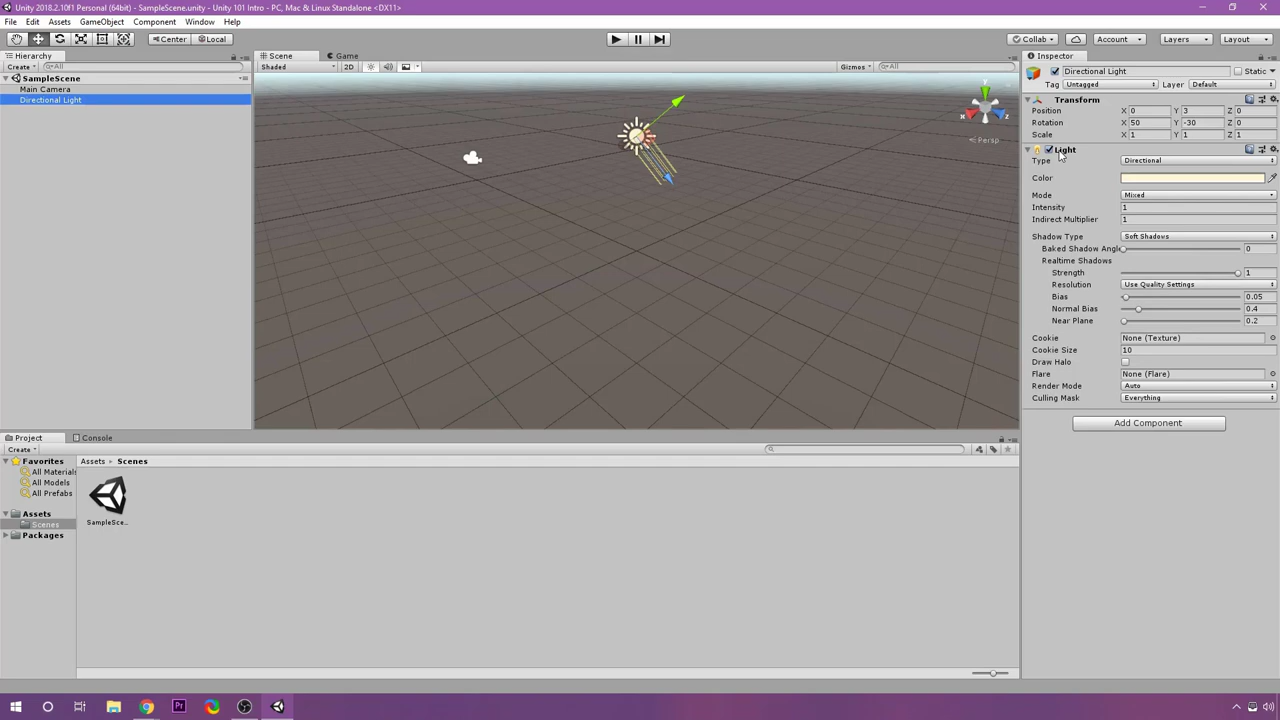 Unity 2018.2.10f1 Personal (64bit) - SampleScene.unity - Unity 101 Intro - PC, Mac & Linux Standalone <DX11>
File Edit Assets GameObject Component Window Help
Center Local Collab Account Layers Layout
Hierarchy Scene Game Inspector
Create All Shaded 2D Gizmos All
Directional Light Static
SampleScene
Tag Untagged Layer Default
Main Camera
Directional Light
Transform
Position X 0 Y 3 Z 0
Rotation X 50 Y -30 Z 0
Scale X 1 Y 1 Z 1
y
x z
Persp
Light
Type Directional
Color
Mode Mixed
Intensity 1
Indirect Multiplier 1
Shadow Type Soft Shadows
Baked Shadow Angl 0
Realtime Shadows
Strength 1
Resolution Use Quality Settings
Bias 0.05
Normal Bias 0.4
Near Plane 0.2
Cookie None (Texture)
Cookie Size 10
Draw Halo
Flare None (Flare)
Render Mode Auto
Culling Mask Everything
Add Component
Project Console
Create
Favorites
All Materials
All Models
All Prefabs
Assets
Scenes
Packages
Assets Scenes
SampleSce..
Pr